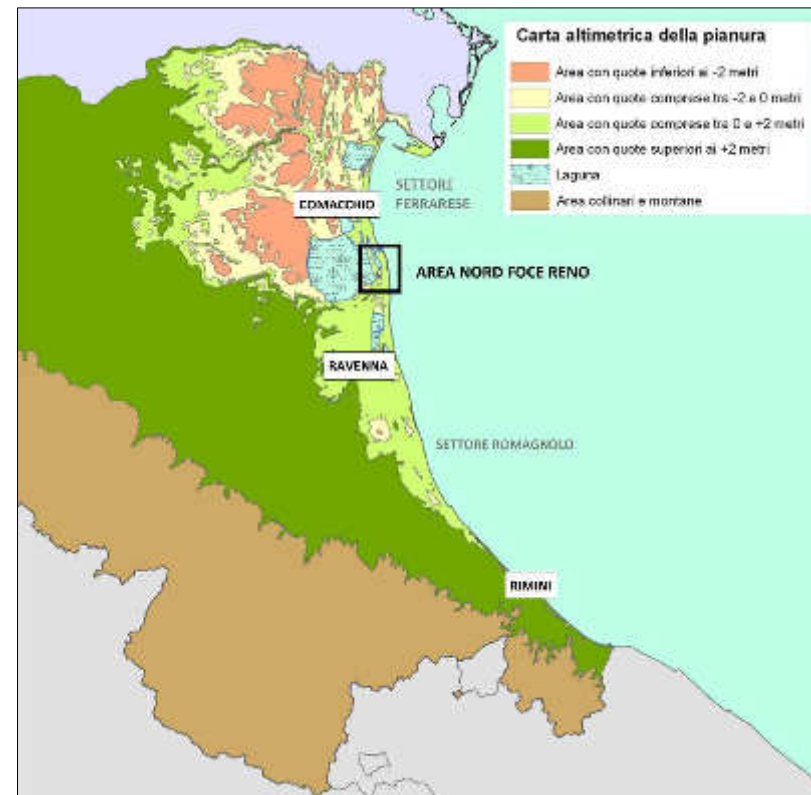 Carta altimetrica della pianura
Area con quote inferiori ai -2 metri
Area con quote comprese tra -2 e 0 metri
Area con quote comprese tra 0 e +2 metri
Area con quote superiori ai +2 metri
Laguna
Area collinari e montane
SETTORE
FERRARESE
COMACCHIO
AREA NORD FOCE RENO
RAVENNA
SETTORE ROMAGNOLO
RIMINI